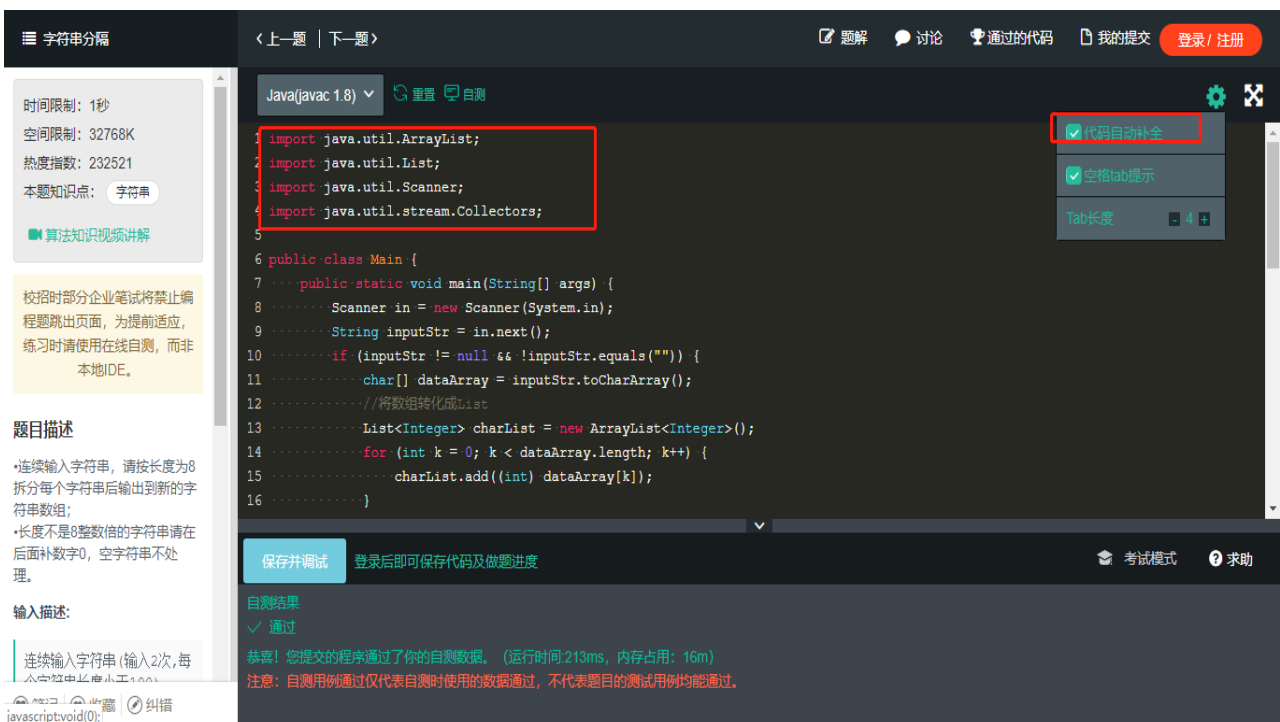 字符串分隔
上一题 | 下一题
题解
讨论
通过的代码
我的提交
登录/ 注册
时间限制：1秒
空间限制：32768K
热度指数：232521
本题知识点：
字符串
算法知识视频讲解
校招时部分企业笔试将禁止编
程题跳出页面，为提前适应，
练习时请使用在线自测，而非
本地IDE。
题目描述
•连续输入字符串，请按长度为8
拆分每个字符串后输出到新的字
符串数组；
•长度不是8整数倍的字符串请在
后面补数字0，空字符串不处
理。
输入描述:
连续输入字符串(输入2次,每
个字符串长度小于100)
笔记
收藏
纠错
javascript:void(0);
Java(javac 1.8)
重置
自测
代码自动补全
空格tab提示
Tab长度 - 4 +
1 import java.util.ArrayList;
2 import java.util.List;
3 import java.util.Scanner;
4 import java.util.stream.Collectors;
5
6 public class Main {
7 public static void main(String[] args) {
8 Scanner in = new Scanner(System.in);
9 String inputStr = in.next();
10 if (inputStr != null && !inputStr.equals("")) {
11 char[] dataArray = inputStr.toCharArray();
12 //将数组转化成List
13 List<Integer> charList = new ArrayList<Integer>();
14 for (int k = 0; k < dataArray.length; k++) {
15 charList.add((int) dataArray[k]);
16 }
保存并调试
登录后即可保存代码及做题进度
考试模式
求助
自测结果
通过
恭喜！您提交的程序通过了你的自测数据。（运行时间:213ms，内存占用：16m）
注意：自测用例通过仅代表自测时使用的数据通过，不代表题目的测试用例均能通过。